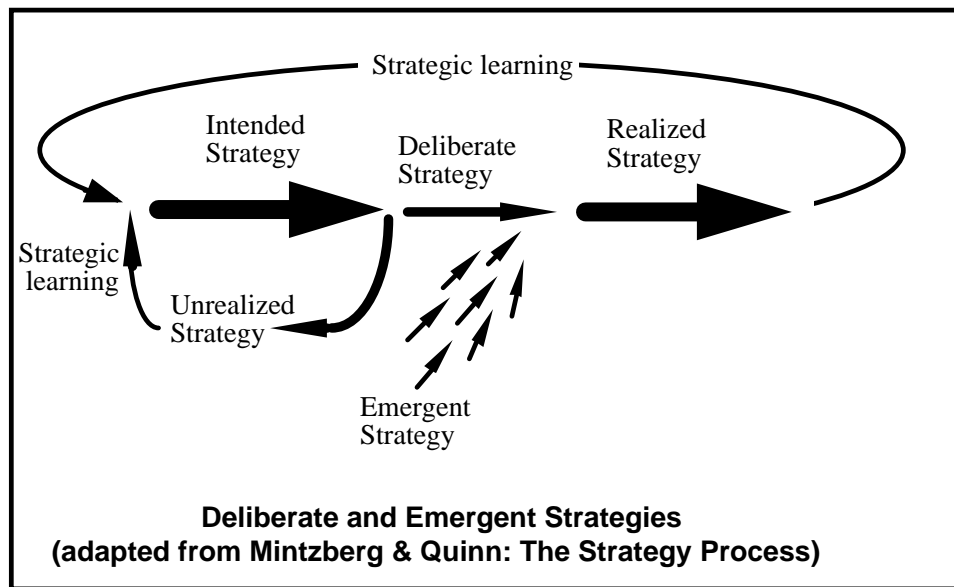 Strategic learning
Intended
Strategy
Deliberate
Strategy
Realized
Strategy
Strategic
learning
Unrealized
Strategy
Emergent
Strategy
Deliberate and Emergent Strategies
(adapted from Mintzberg & Quinn: The Strategy Process)